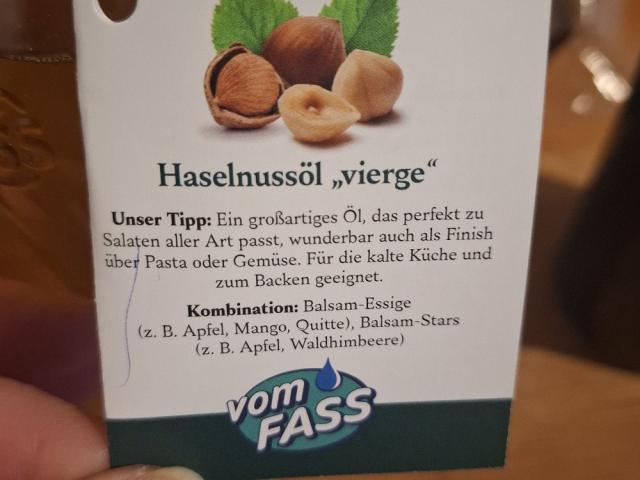 Haselnussöl „vierge“
Unser Tipp: Ein großartiges Öl, das perfekt zu
Salaten aller Art passt, wunderbar auch als Finish
über Pasta oder Gemüse. Für die kalte Küche und
zum Backen geeignet.
Kombination: Balsam-Essige
(z. B. Apfel, Mango, Quitte), Balsam-Stars
(z. B. Apfel, Waldhimbeere)
vom
FASS